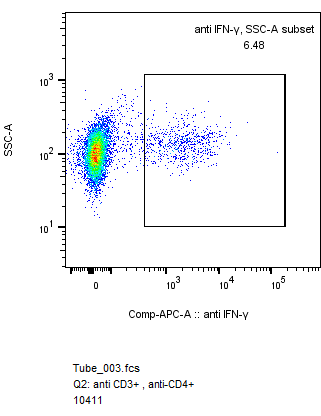 anti IFN-γ, SSC-A subset
6.48
10³
10²
10¹
SSC-A
0
10³
10⁴
10⁵
Comp-APC-A :: anti IFN-γ
Tube_003.fcs
Q2: anti CD3+ , anti-CD4+
10411